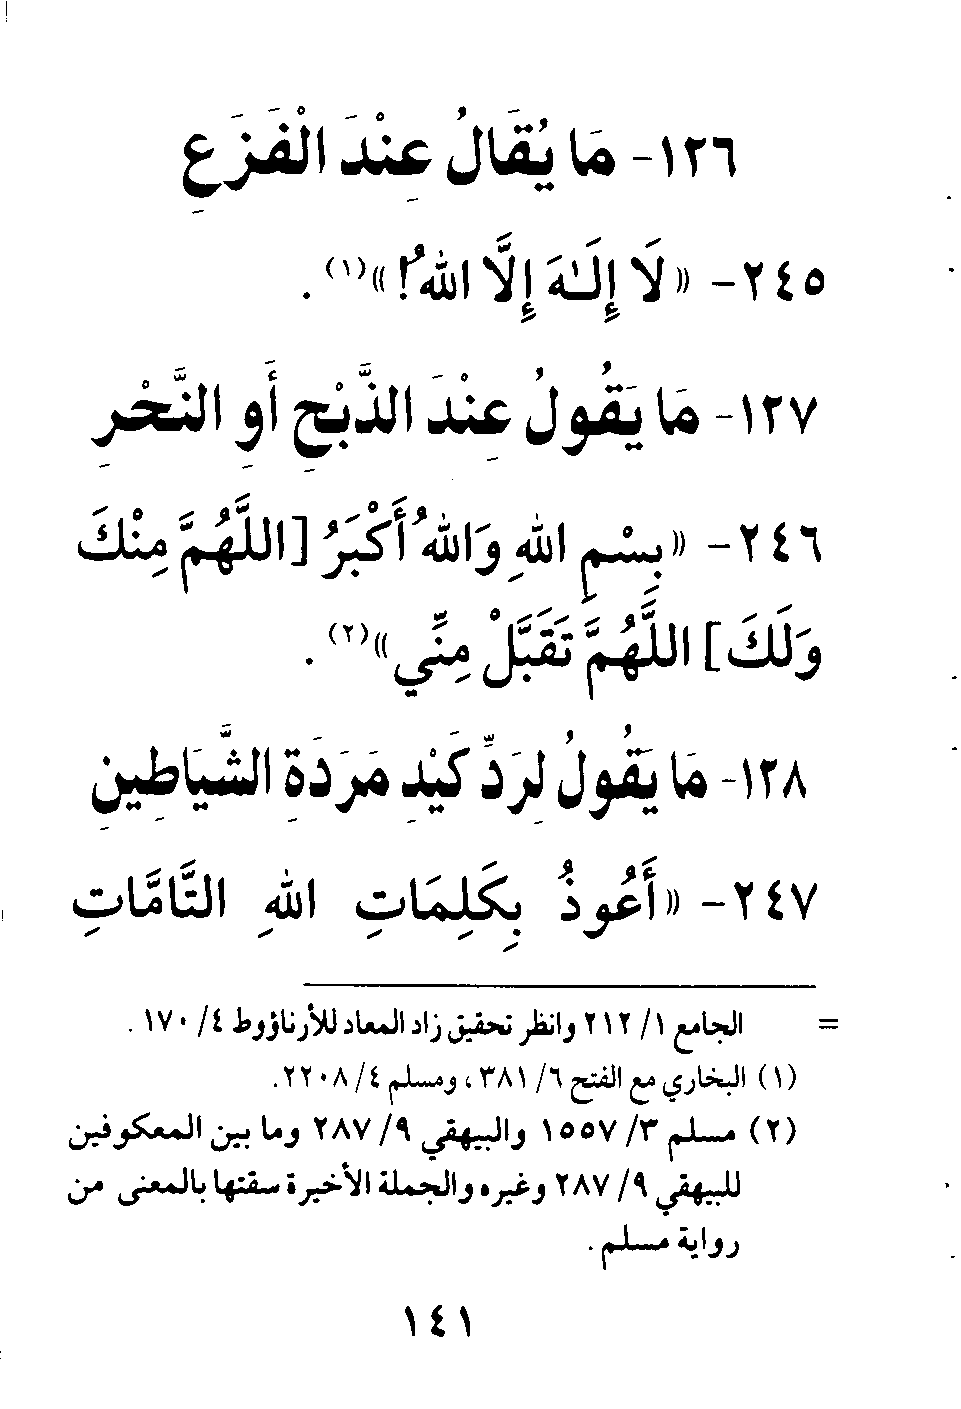 ١٢٦- مَا يُقَالُ عِنْدَ الْفَزَعِ
٢٤٥- «لَا إِلَـٰهَ إِلَّا اللهُ!»(١).
١٢٧- مَا يَقُولُ عِنْدَ الذَّبْحِ أَوِ النَّحْرِ
٢٤٦- «بِسْمِ اللهِ وَاللهُ أَكْبَرُ [اللَّهُمَّ مِنْكَ
وَلَكَ] اللَّهُمَّ تَقَبَّلْ مِنِّي»(٢).
١٢٨- مَا يَقُولُ لِرَدِّ كَيْدِ مَرَدَةِ الشَّيَاطِينِ
٢٤٧- «أَعُوذُ بِكَلِمَاتِ اللهِ التَّامَّاتِ
= الجامع ١/ ٢١٢ وانظر تحقيق زاد المعاد للأرناؤوط ٤/ ١٧٠.
(١) البخاري مع الفتح ٦/ ٣٨١، ومسلم ٤/ ٢٢٠٨.
(٢) مسلم ٣/ ١٥٥٧ والبيهقي ٩/ ٢٨٧ وما بين المعكوفين
للبيهقي ٩/ ٢٨٧ وغيره والجملة الأخيرة سقتها بالمعنى من
رواية مسلم.
١٤١